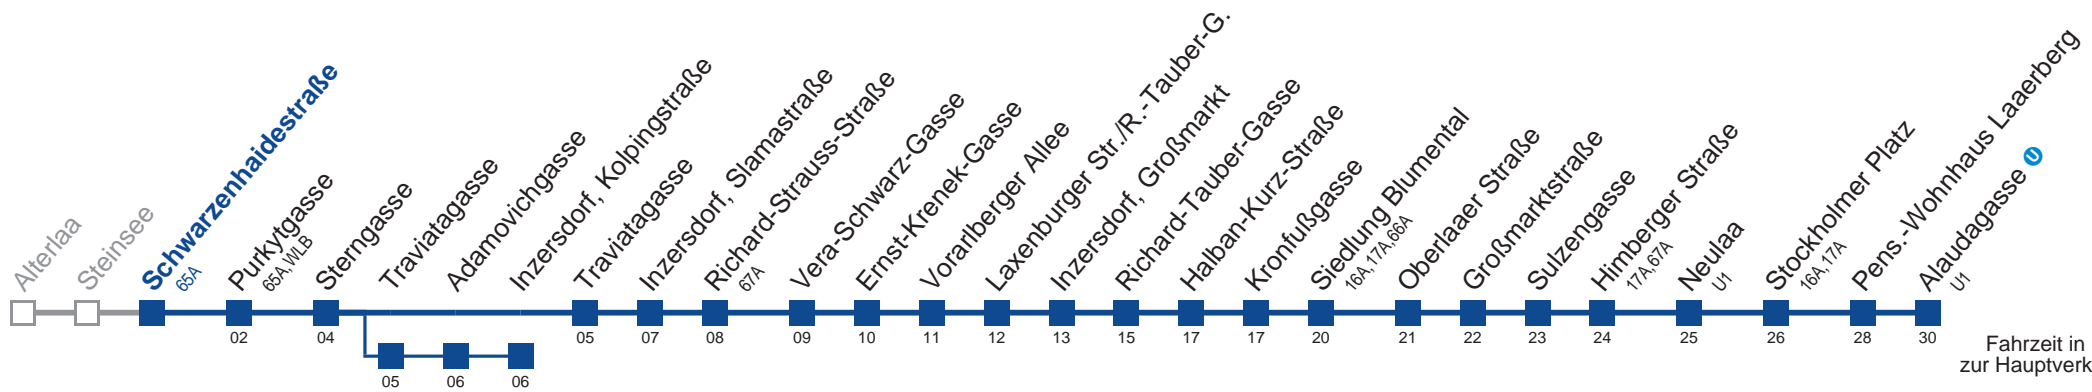 Alterlaa
Steinsee
Schwarzenhaidestraße
65A
Purkytgasse
65A, WLB
Sterngasse
Traviatagasse
Adamovichgasse
Inzersdorf, Kolpingstraße
Traviatagasse
Inzersdorf, Slamastraße
Richard-Strauss-Straße
67A
Vera-Schwarz-Gasse
Ernst-Krenek-Gasse
Vorarlberger Allee
Laxenburger Str./R.-Tauber-G.
Inzersdorf, Großmarkt
Richard-Tauber-Gasse
Halban-Kurz-Straße
Kronfußgasse
Siedlung Blumental
16A, 17A, 66A
Oberlaaer Straße
Großmarktstraße
Sulzengasse
Himberger Straße
17A, 67A
Neulaa
U1
Stockholmer Platz
16A, 17A
Pens.-Wohnhaus Laaerberg
Alaudagasse U
U1
02 04 05 07 08 09 10 11 12 13 15 17 17 20 21 22 23 24 25 26 28 30
05 06 06
Fahrzeit in
zur Hauptverk